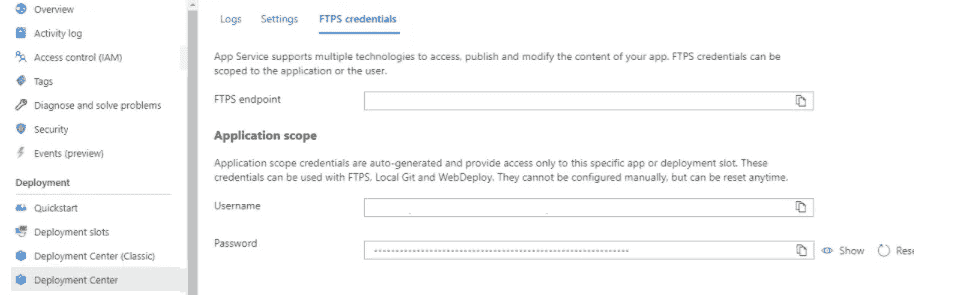 Overview
Activity log
Access control (IAM)
Tags
Diagnose and solve problems
Security
Events (preview)
Deployment
Quickstart
Deployment slots
Deployment Center (Classic)
Deployment Center
Logs Settings FTPS credentials
App Service supports multiple technologies to access, publish and modify the content of your app. FTPS credentials can be
scoped to the application or the user.
FTPS endpoint
Application scope
Application scope credentials are auto-generated and provide access only to this specific app or deployment slot. These
credentials can be used with FTPS, Local Git and WebDeploy. They cannot be configured manually, but can be reset anytime.
Username
Password
Show